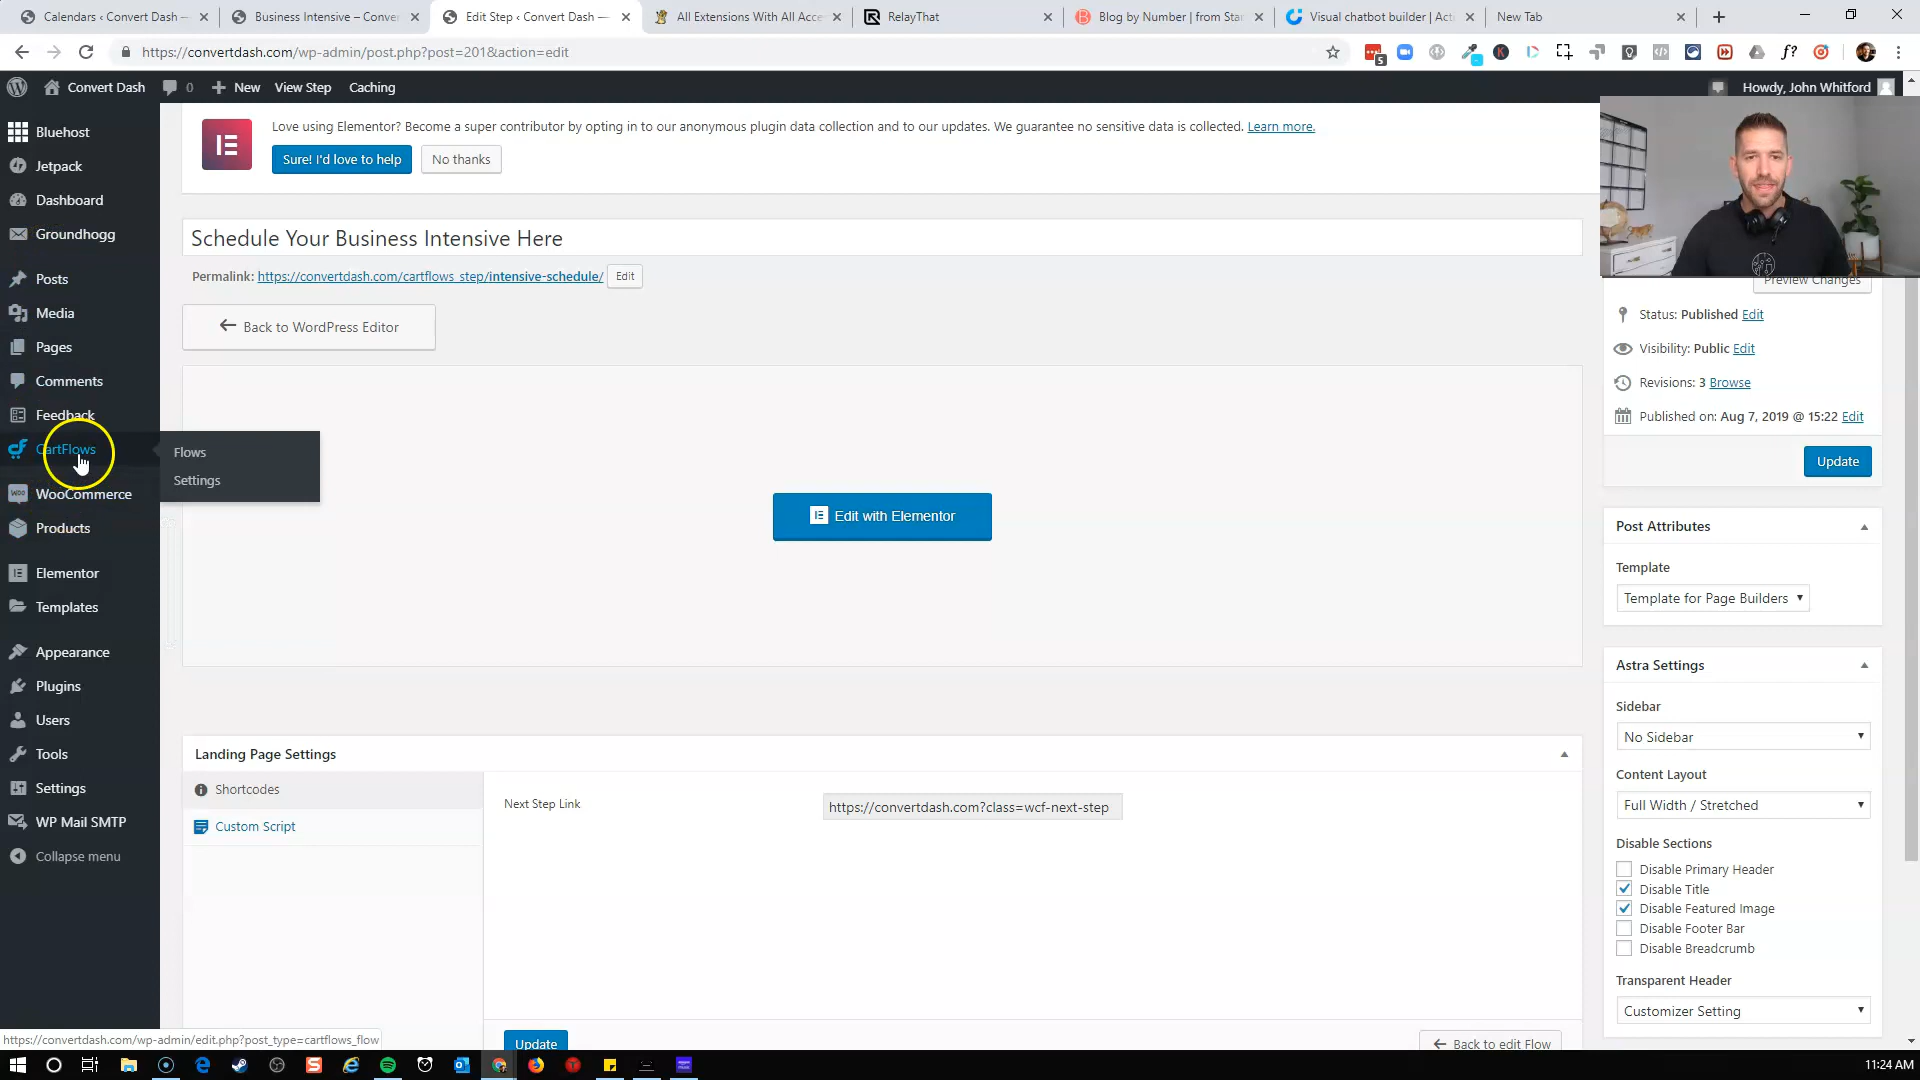 Calendars ‹ Convert Dash —
Business Intensive – Conver
Edit Step ‹ Convert Dash —
All Extensions With All Acce
RelayThat
Blog by Number | from Star
Visual chatbot builder | Acti
New Tab
https://convertdash.com/wp-admin/post.php?post=201&action=edit
5
f?
Convert Dash
0
New
View Step
Caching
Howdy, John Whitford
Bluehost
Jetpack
Dashboard
Groundhogg
Posts
Media
Pages
Comments
Feedback
CartFlows
WooCommerce
Products
Elementor
Templates
Appearance
Plugins
Users
Tools
Settings
WP Mail SMTP
Collapse menu
Flows
Settings
Love using Elementor? Become a super contributor by opting in to our anonymous plugin data collection and to our updates. We guarantee no sensitive data is collected. Learn more.
Sure! I'd love to help
No thanks
Schedule Your Business Intensive Here
Permalink: https://convertdash.com/cartflows_step/intensive-schedule/
Edit
Back to WordPress Editor
Edit with Elementor
Landing Page Settings
Shortcodes
Custom Script
Next Step Link
https://convertdash.com?class=wcf-next-step
Update
Back to edit Flow
Preview Changes
Status: Published Edit
Visibility: Public Edit
Revisions: 3 Browse
Published on: Aug 7, 2019 @ 15:22 Edit
Update
Post Attributes
Template
Template for Page Builders
Astra Settings
Sidebar
No Sidebar
Content Layout
Full Width / Stretched
Disable Sections
Disable Primary Header
Disable Title
Disable Featured Image
Disable Footer Bar
Disable Breadcrumb
Transparent Header
Customizer Setting
https://convertdash.com/wp-admin/edit.php?post_type=cartflows_flow
11:24 AM